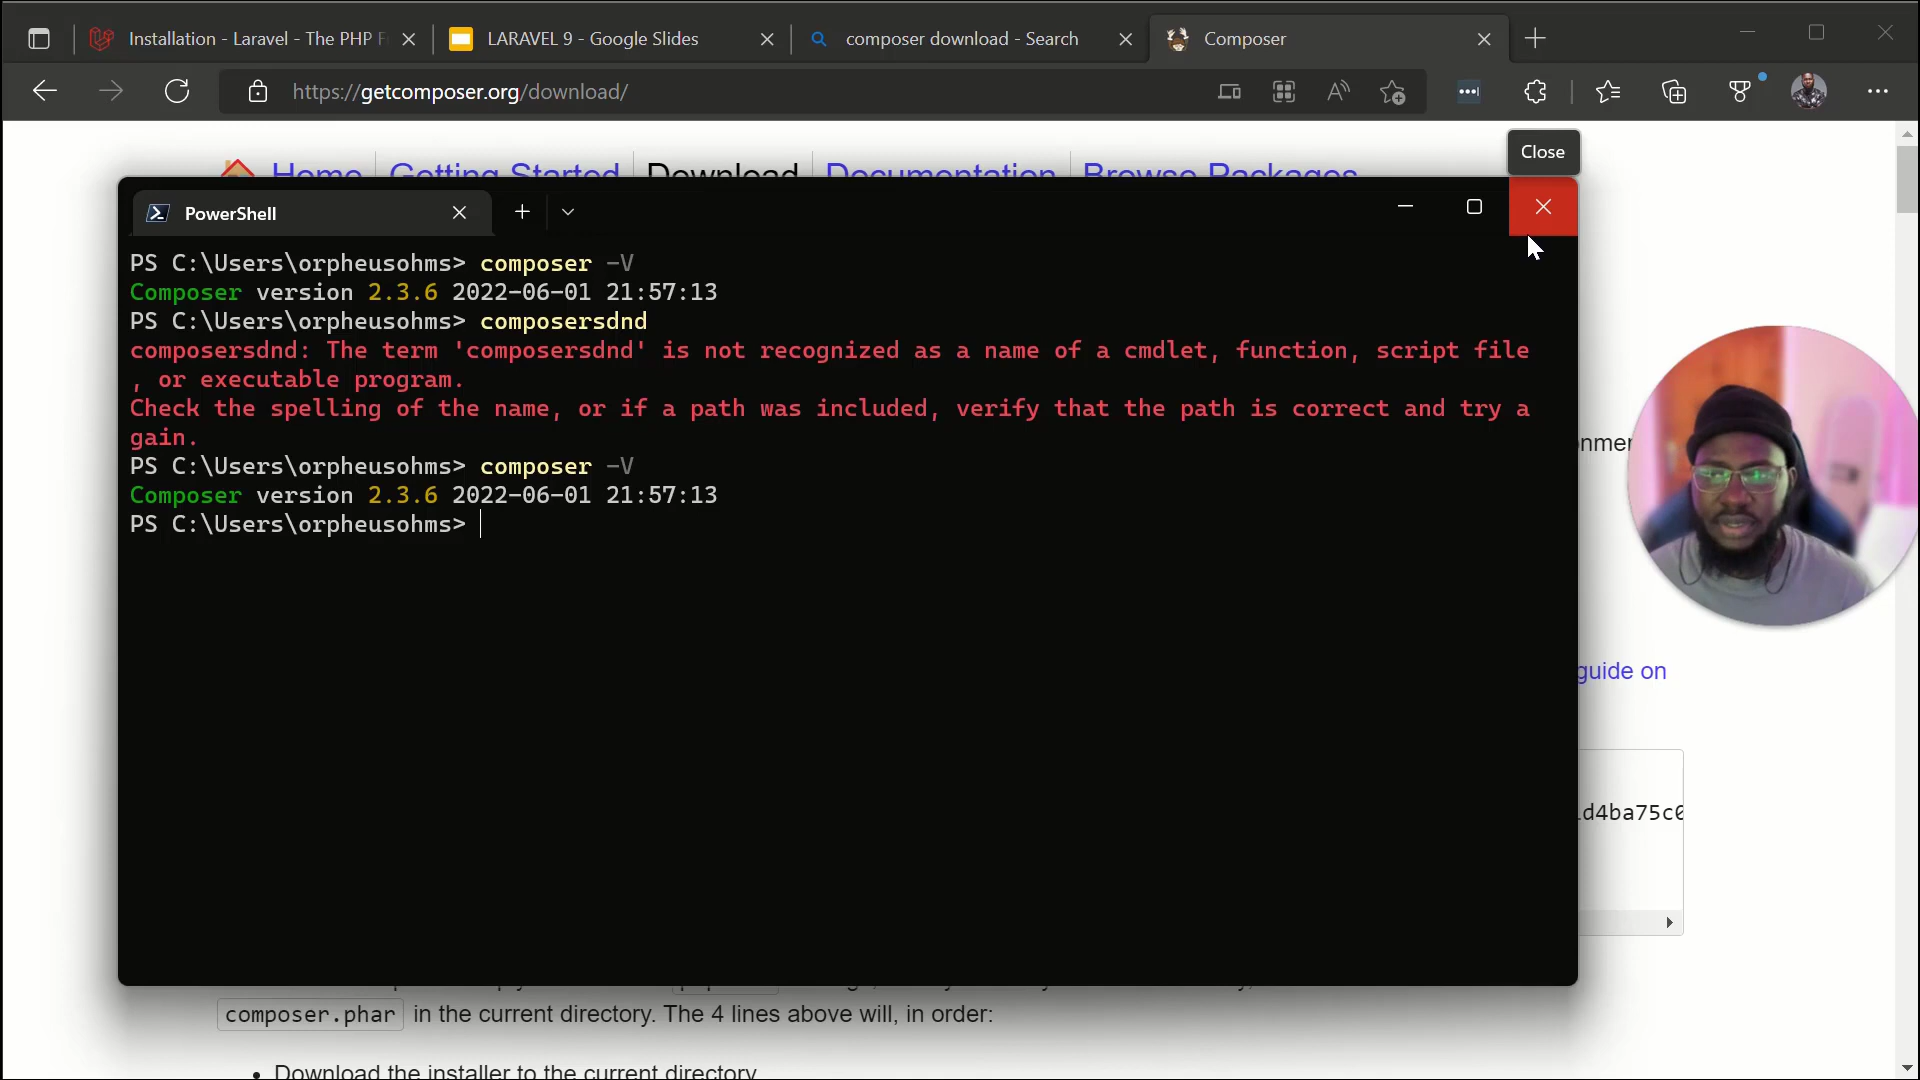 Installation - Laravel - The PHP F
LARAVEL 9 - Google Slides
composer download - Search
Composer
https://getcomposer.org/download/
Home
Getting Started
Download
Documentation
Browse Packages
Close
PowerShell
PS C:\Users\orpheusohms> composer -V
Composer version 2.3.6 2022-06-01 21:57:13
PS C:\Users\orpheusohms> composersdnd
composersdnd: The term 'composersdnd' is not recognized as a name of a cmdlet, function, script file
, or executable program.
Check the spelling of the name, or if a path was included, verify that the path is correct and try a
gain.
PS C:\Users\orpheusohms> composer -V
Composer version 2.3.6 2022-06-01 21:57:13
PS C:\Users\orpheusohms>
guide on
composer.phar in the current directory. The 4 lines above will, in order:
• Download the installer to the current directory